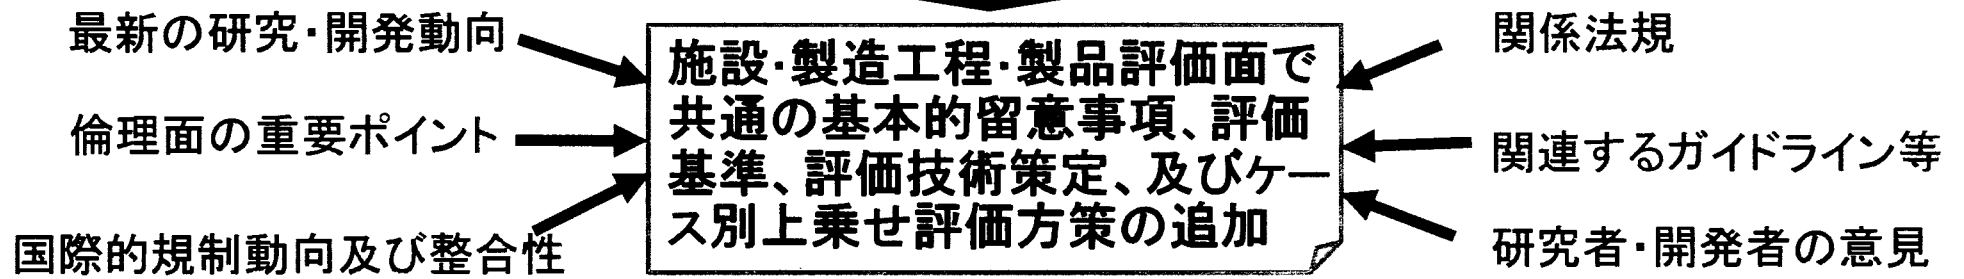 最新の研究・開発動向
倫理面の重要ポイント
国際的規制動向及び整合性
施設・製造工程・製品評価面で
共通の基本的留意事項、評価
基準、評価技術策定、及びケー
ス別上乗せ評価方策の追加
関係法規
関連するガイドライン等
研究者・開発者の意見